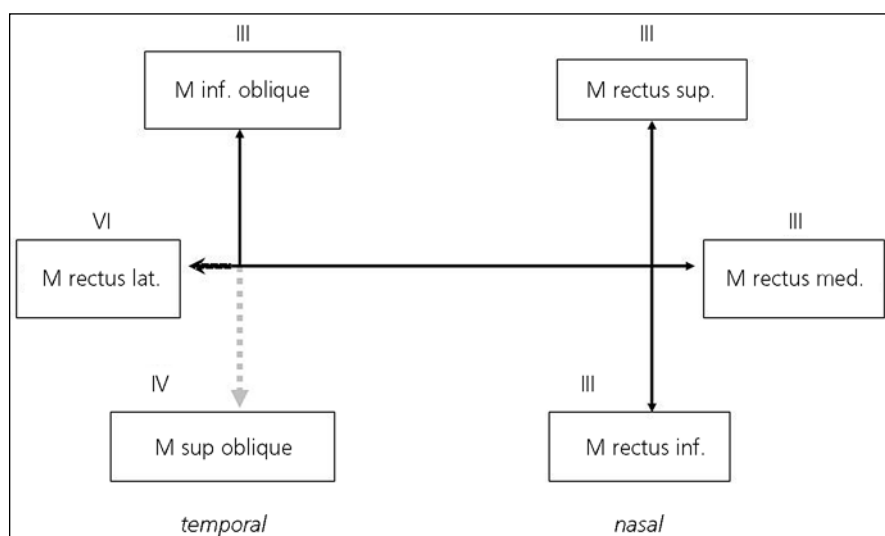 III
III
M inf. oblique
M rectus sup.
VI
III
M rectus lat.
M rectus med.
IV
III
M sup oblique
M rectus inf.
temporal
nasal